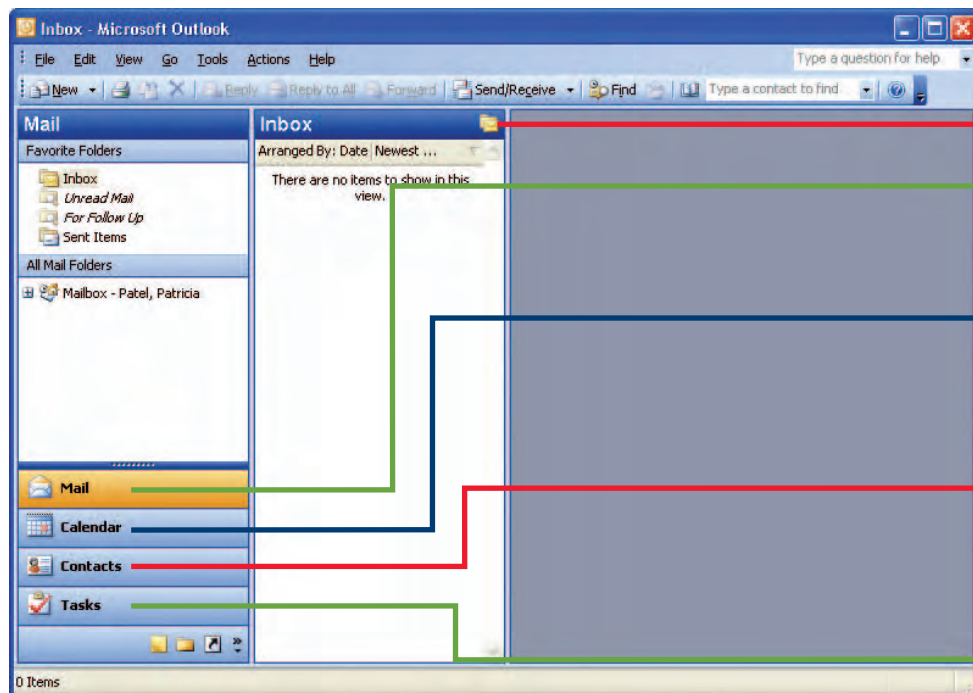 Inbox - Microsoft Outlook
File Edit View Go Tools Actions Help Type a question for help
New Reply Reply to All Forward Send/Receive Find Type a contact to find
Mail Inbox
Favorite Folders Arranged By: Date Newest ...
Inbox There are no items to show in this
Unread Mail view.
For Follow Up
Sent Items
All Mail Folders
Mailbox - Patel, Patricia
Mail
Calendar
Contacts
Tasks
0 Items